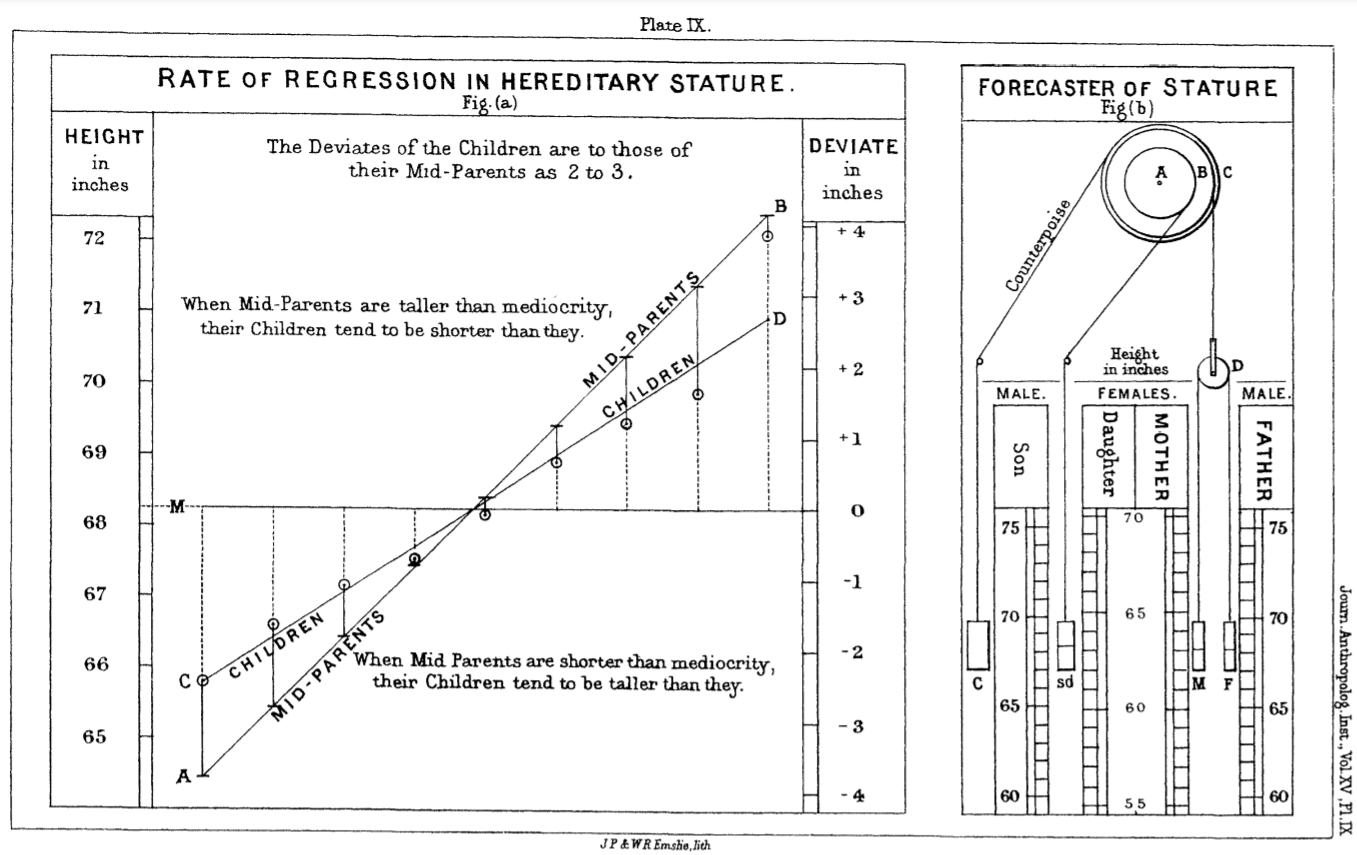 Plate IX.
RATE OF REGRESSION IN HEREDITARY STATURE.
Fig.(a)
HEIGHT
in
inches
The Deviates of the Children are to those of
their Mid-Parents as 2 to 3.
DEVIATE
in
inches
B
72
+4
When Mid-Parents are taller than mediocrity,
their Children tend to be shorter than they.
71
+3
MID-PARENTS
D
70
+2
CHILDREN
69
+1
M
68
0
67
-1
CHILDREN
MID-PARENTS
66
-2
C
When Mid Parents are shorter than mediocrity,
their Children tend to be taller than they.
65
-3
A
-4
FORECASTER OF STATURE
Fig(b)
A B C
Counterpoise
Height
in inches
D
MALE.
FEMALES.
MALE.
Son
Daughter
MOTHER
FATHER
75
70
75
70
65
70
C
sd
M
F
65
60
65
60
55
60
Journ. Anthropolog. Inst., Vol. XV, Pl. IX
J P & W R Emslie, lith